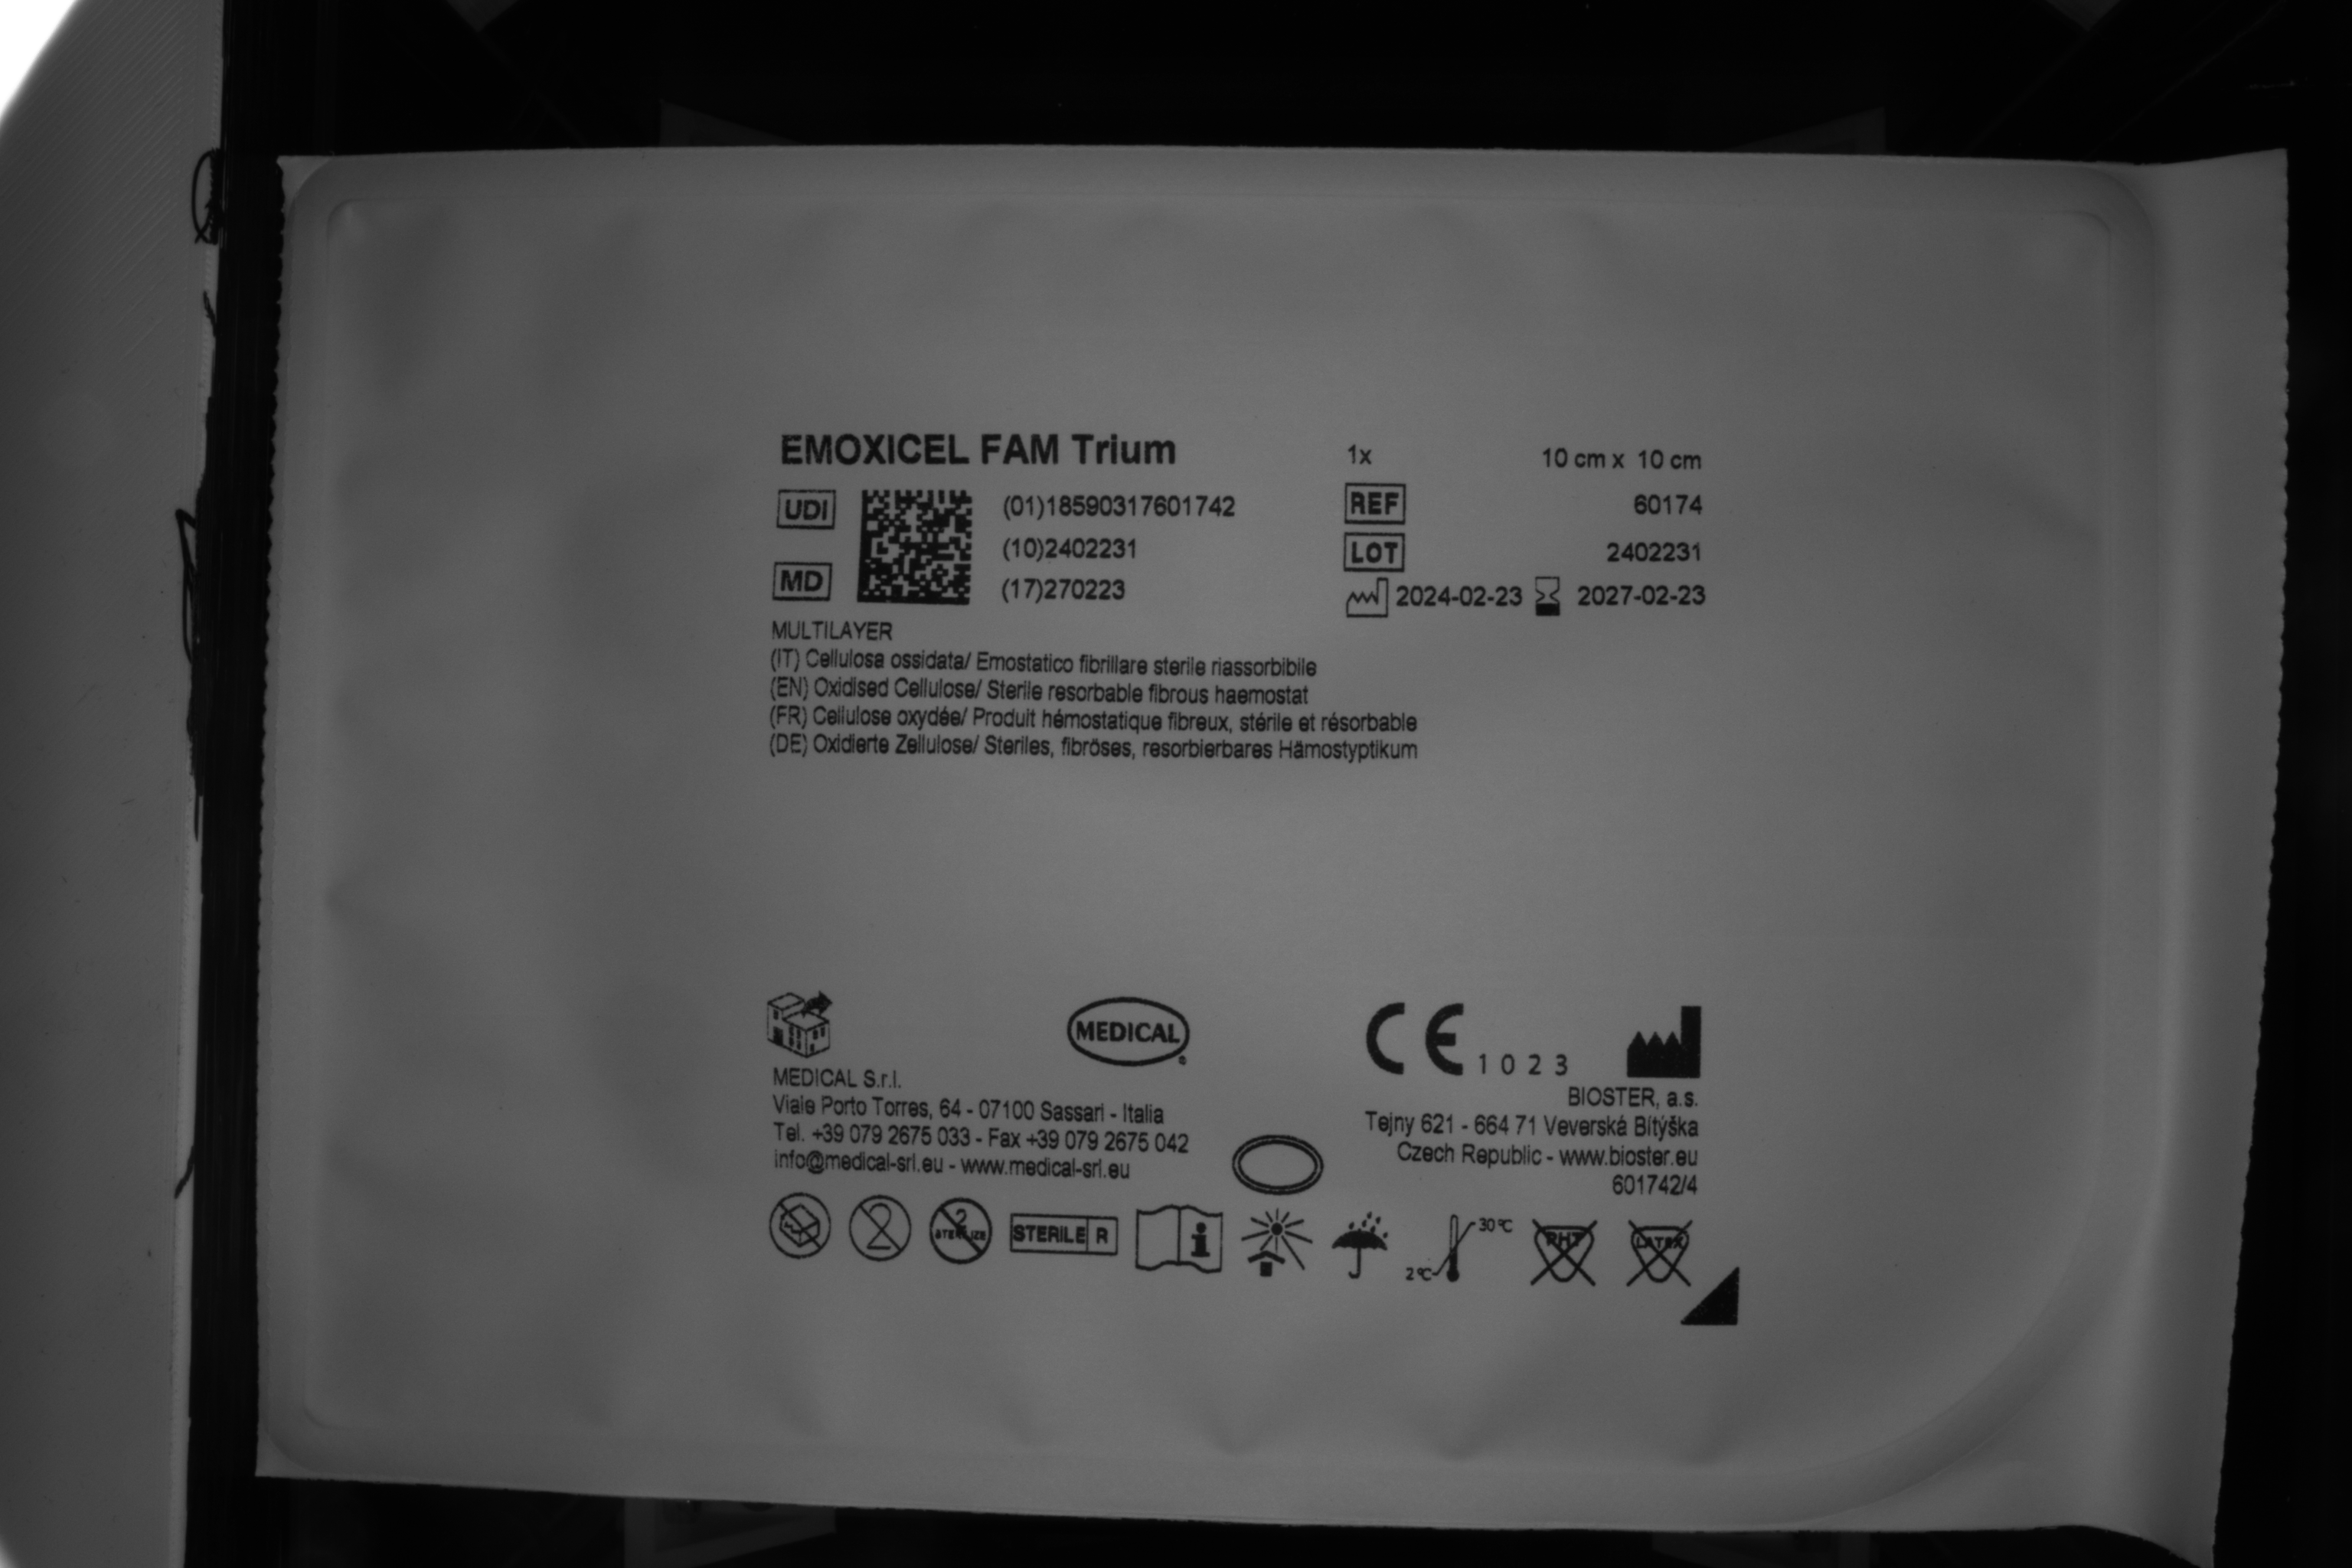 EMOXICEL FAM Trium
1x 10 cm x 10 cm
UDI (01)18590317601742
REF 60174
(10)2402231
LOT 2402231
MD (17)270223
2024-02-23 2027-02-23
MULTILAYER
(IT) Cellulosa ossidata/ Emostatico fibrillare sterile riassorbibile
(EN) Oxidised Cellulose/ Sterile resorbable fibrous haemostat
(FR) Cellulose oxydée/ Produit hémostatique fibreux, stérile et résorbable
(DE) Oxidierte Zellulose/ Steriles, fibröses, resorbierbares Hämostyptikum
MEDICAL
CE 1023
MEDICAL S.r.l.
Viale Porto Torres, 64 - 07100 Sassari - Italia
Tel. +39 079 2675 033 - Fax +39 079 2675 042
info@medical-srl.eu - www.medical-srl.eu
BIOSTER, a.s.
Tejny 621 - 664 71 Veverská Bítýška
Czech Republic - www.bioster.eu
601742/4
2
2 STERILIZE
STERILE R
i
2°C 30°C
PHT
LATEX